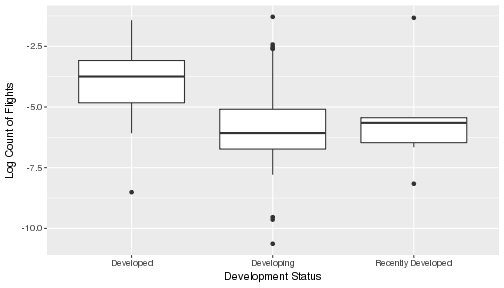 Log Count of Flights
-2.5
-5.0
-7.5
-10.0
Developed
Developing
Recently Developed
Development Status